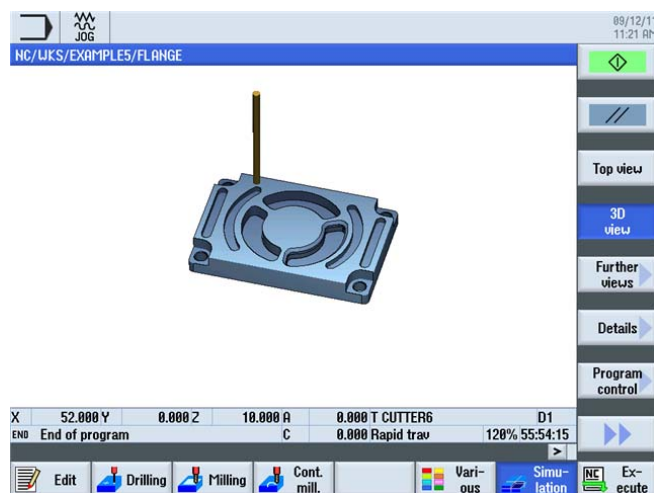 JOG
09/12/1
11:21 AM
NC/WKS/EXAMPLE5/FLANGE
Top view
3D
view
Further
views
Details
Program
control
X 52.000 Y 0.000 Z 10.000 A 0.000 T CUTTER6 D1
END End of program C 0.000 Rapid trav 120% 55:54:15
>
Edit
Drilling
Milling
Cont.
mill.
Vari-
ous
Simu-
lation
NC Ex-
ecute